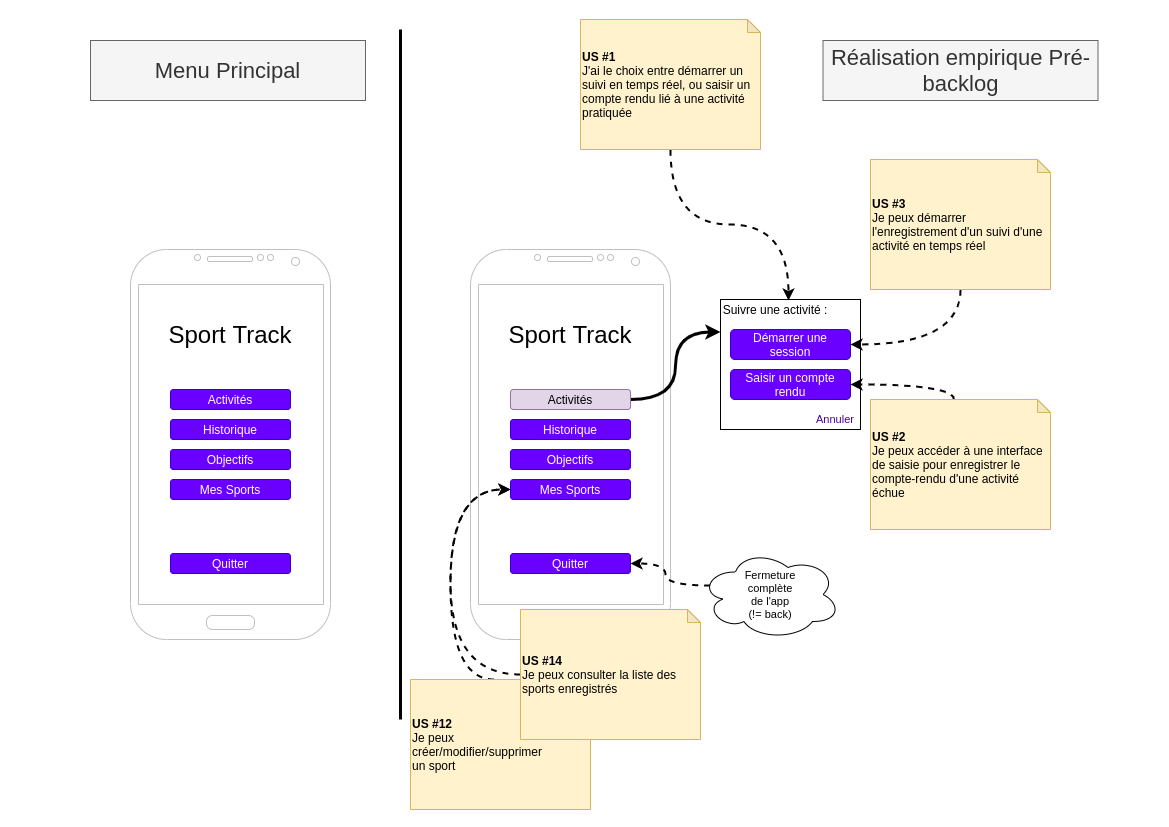 Menu Principal
Réalisation empirique Pré-
backlog
US #1
J'ai le choix entre démarrer un
suivi en temps réel, ou saisir un
compte rendu lié à une activité
pratiquée
US #3
Je peux démarrer
l'enregistrement d'un suivi d'une
activité en temps réel
Sport Track
Activités
Historique
Objectifs
Mes Sports
Quitter
Sport Track
Activités
Historique
Objectifs
Mes Sports
Quitter
Suivre une activité :
Démarrer une
session
Saisir un compte
rendu
Annuler
US #2
Je peux accéder à une interface
de saisie pour enregistrer le
compte-rendu d'une activité
échue
Fermeture
complète
de l'app
(!= back)
US #14
Je peux consulter la liste des
sports enregistrés
US #12
Je peux
créer/modifier/supprimer
un sport